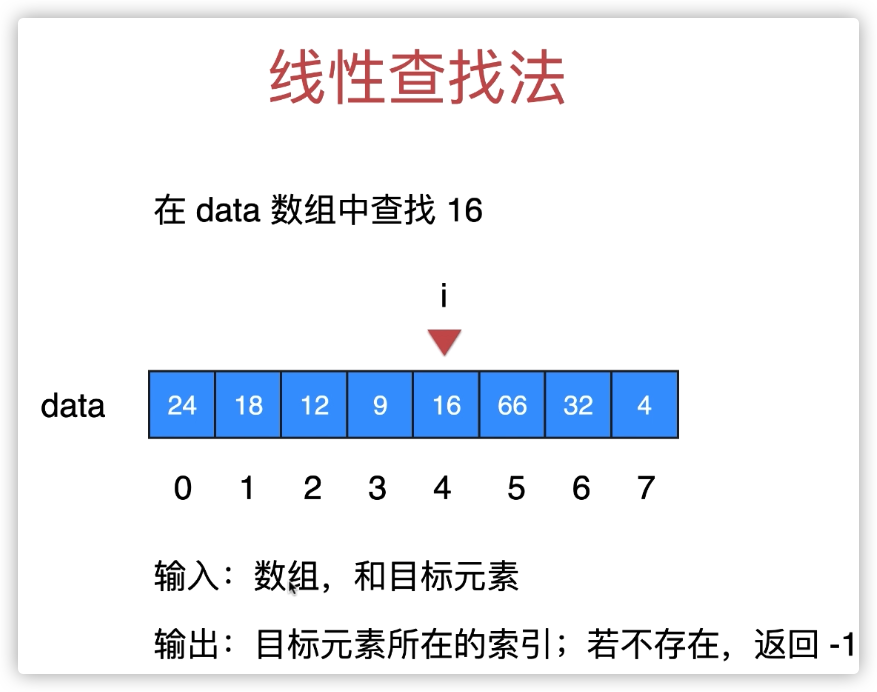 线性查找法
在 data 数组中查找 16
i
data 24 18 12 9 16 66 32 4
0 1 2 3 4 5 6 7
输入：数组，和目标元素
输出：目标元素所在的索引；若不存在，返回 -1